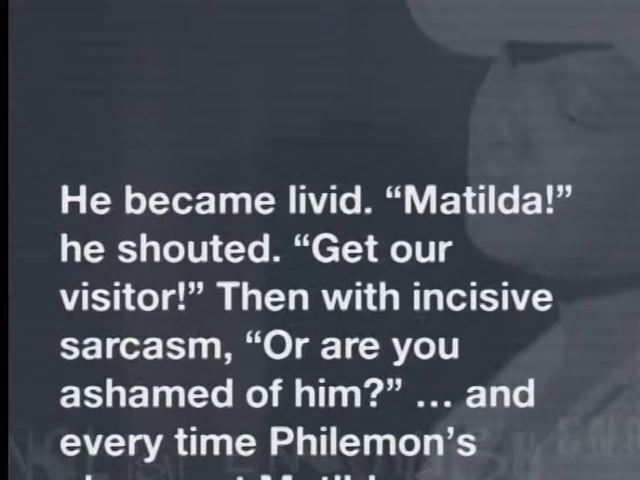 He became livid. “Matilda!”
he shouted. “Get our
visitor!” Then with incisive
sarcasm, “Or are you
ashamed of him?” … and
every time Philemon’s